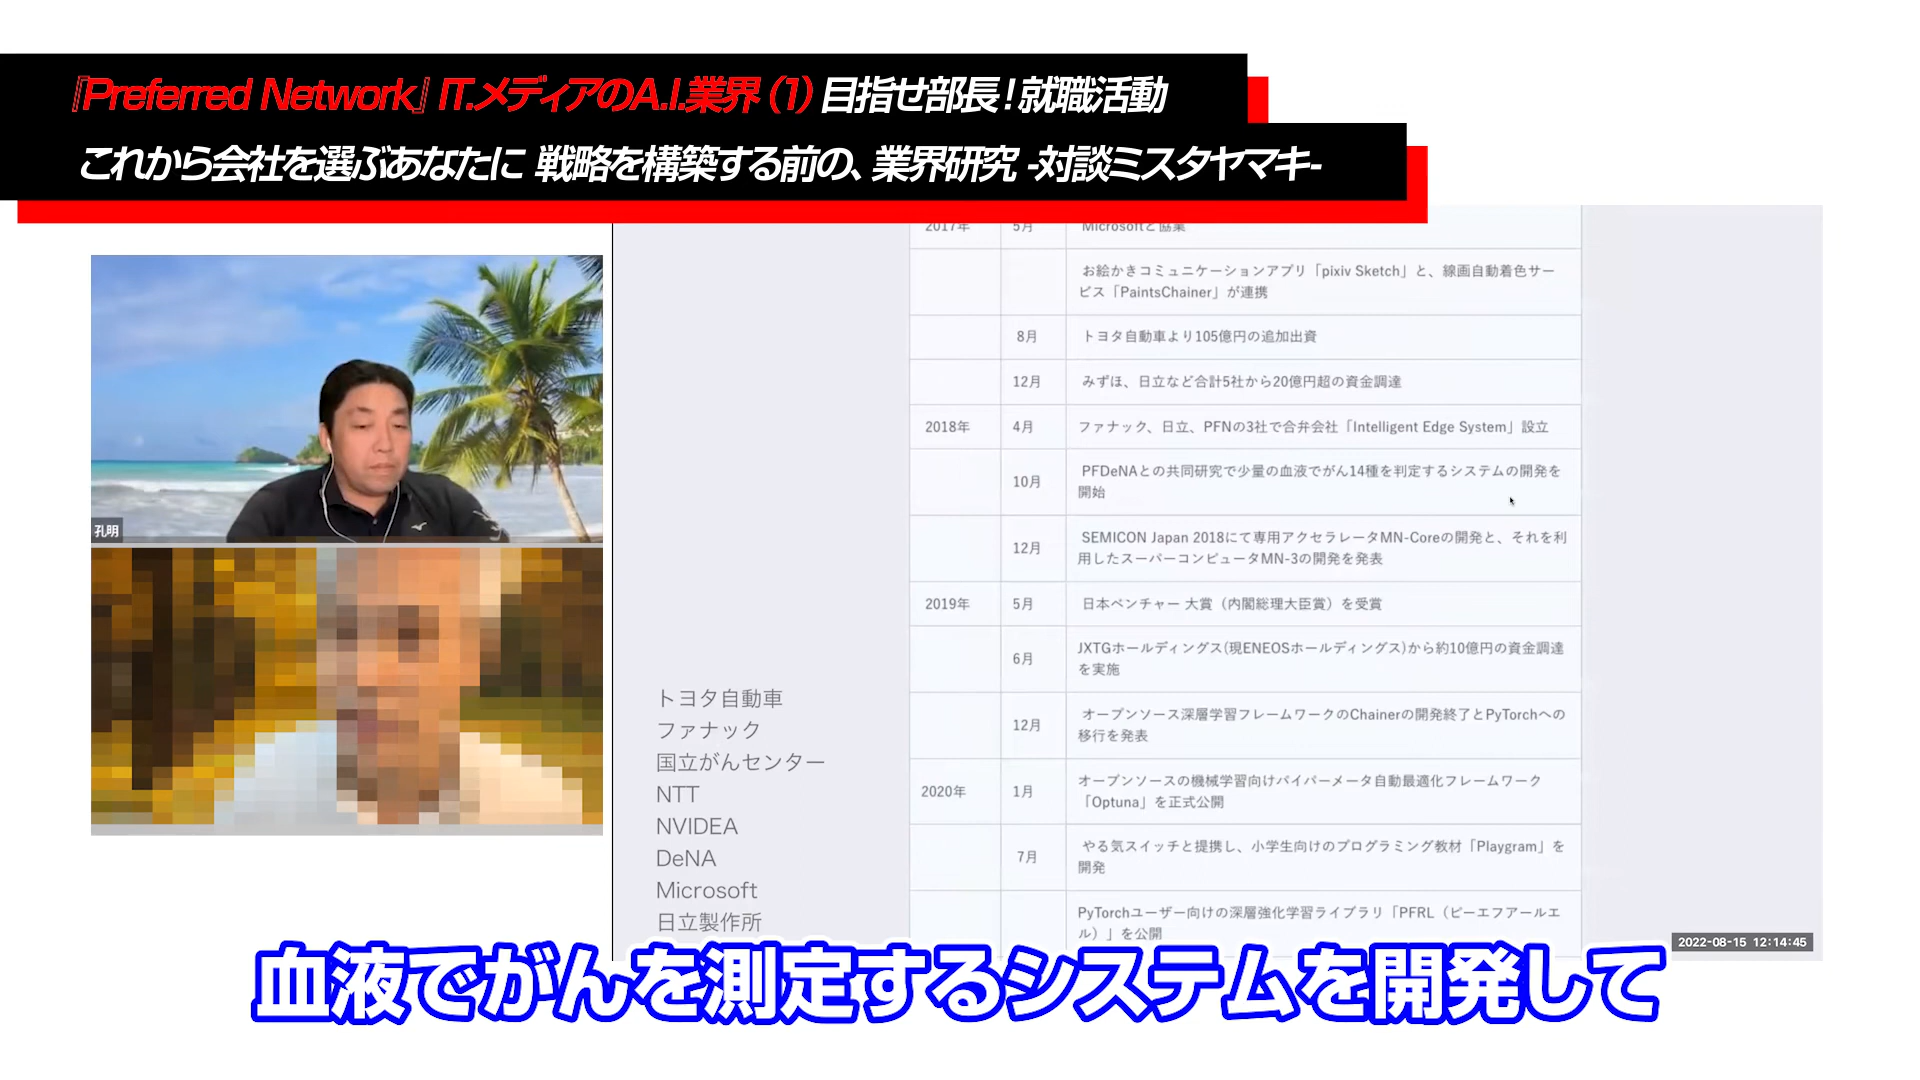 『Preferred Network』 IT.メディアのA.I.業界（1）目指せ部長！就職活動
これから会社を選ぶあなたに 戦略を構築する前の、業界研究 -対談ミスタヤマキ-
2017年 5月 Microsoftと協業
お絵かきコミュニケーションアプリ「pixiv Sketch」と、線画自動着色サー
ビス「PaintsChainer」が連携
8月 トヨタ自動車より105億円の追加出資
12月 みずほ、日立など合計5社から20億円超の資金調達
2018年 4月 ファナック、日立、PFNの3社で合弁会社「Intelligent Edge System」設立
10月 PFDeNAとの共同研究で少量の血液でがん14種を判定するシステムの開発を
開始
12月 SEMICON Japan 2018にて専用アクセラレータMN-Coreの開発と、それを利
用したスーパーコンピュータMN-3の開発を発表
2019年 5月 日本ベンチャー 大賞（内閣総理大臣賞）を受賞
6月 JXTGホールディングス(現ENEOSホールディングス)から約10億円の資金調達
を実施
12月 オープンソース深層学習フレームワークのChainerの開発終了とPyTorchへの
移行を発表
2020年 1月 オープンソースの機械学習向けパイパーメータ自動最適化フレームワーク
「Optuna」を正式公開
7月 やる気スイッチと提携し、小学生向けのプログラミング教材「Playgram」を
開発
PyTorchユーザー向けの深層強化学習ライブラリ「PFRL（ピーエフアールエ
ル）」を公開
孔明
トヨタ自動車
ファナック
国立がんセンター
NTT
NVIDEA
DeNA
Microsoft
日立製作所
2022-08-15 12:14:45
血液でがんを測定するシステムを開発して